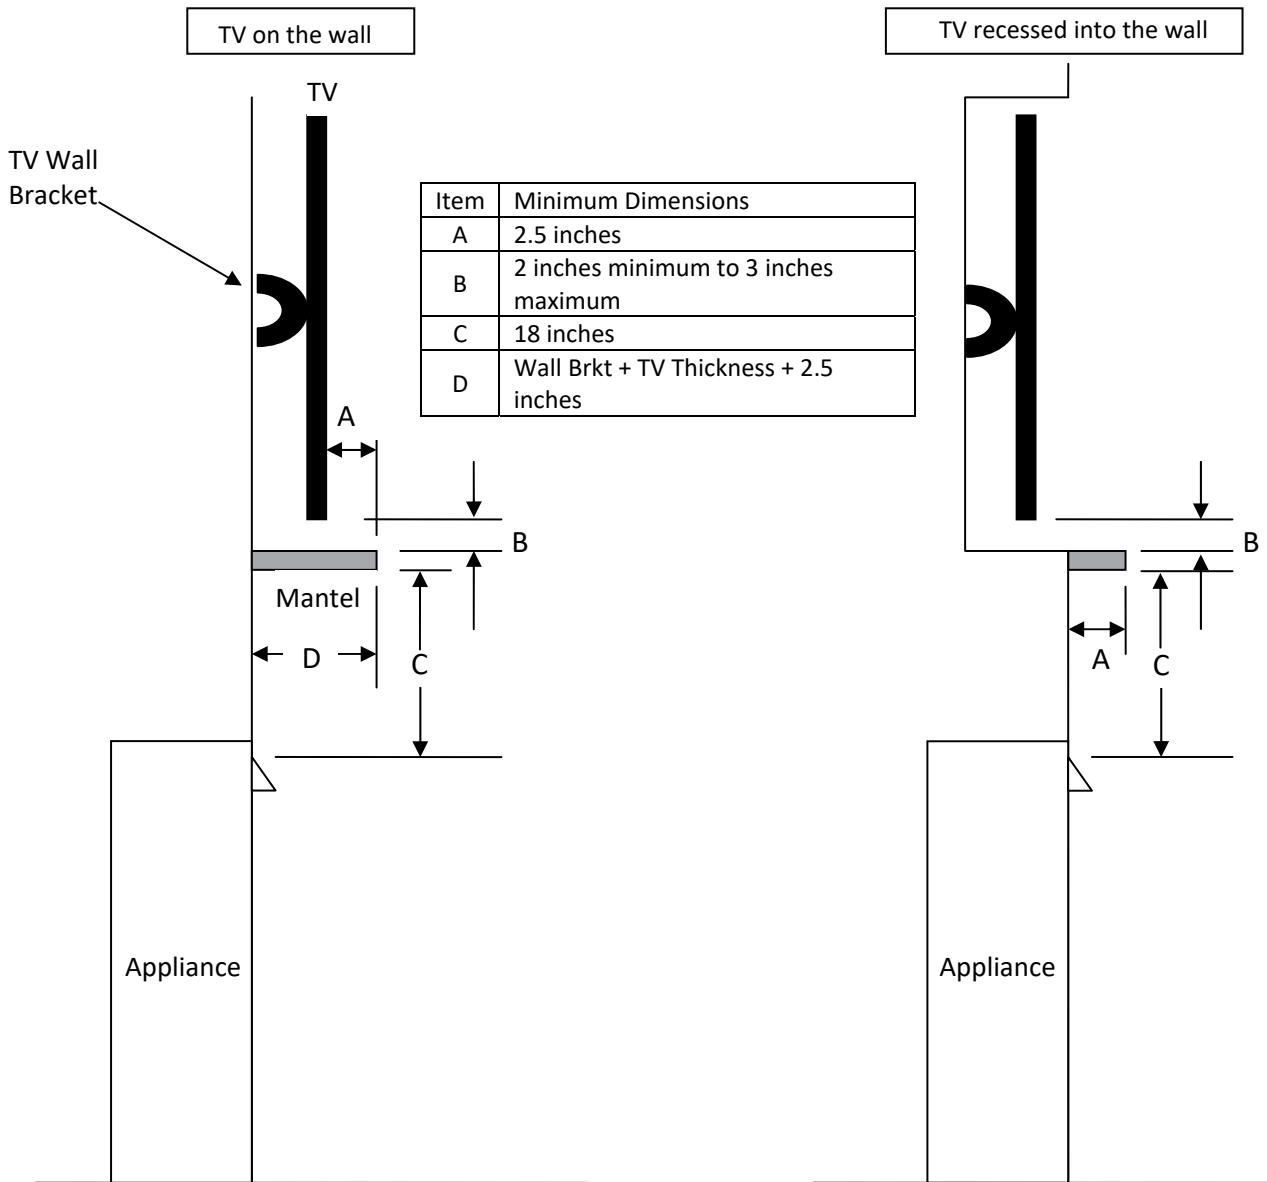 TV on the wall
TV recessed into the wall
TV
TV Wall
Bracket
Item Minimum Dimensions
A 2.5 inches
B 2 inches minimum to 3 inches
maximum
C 18 inches
D Wall Brkt + TV Thickness + 2.5
inches
A
B
B
Mantel
D
C
A
C
Appliance
Appliance